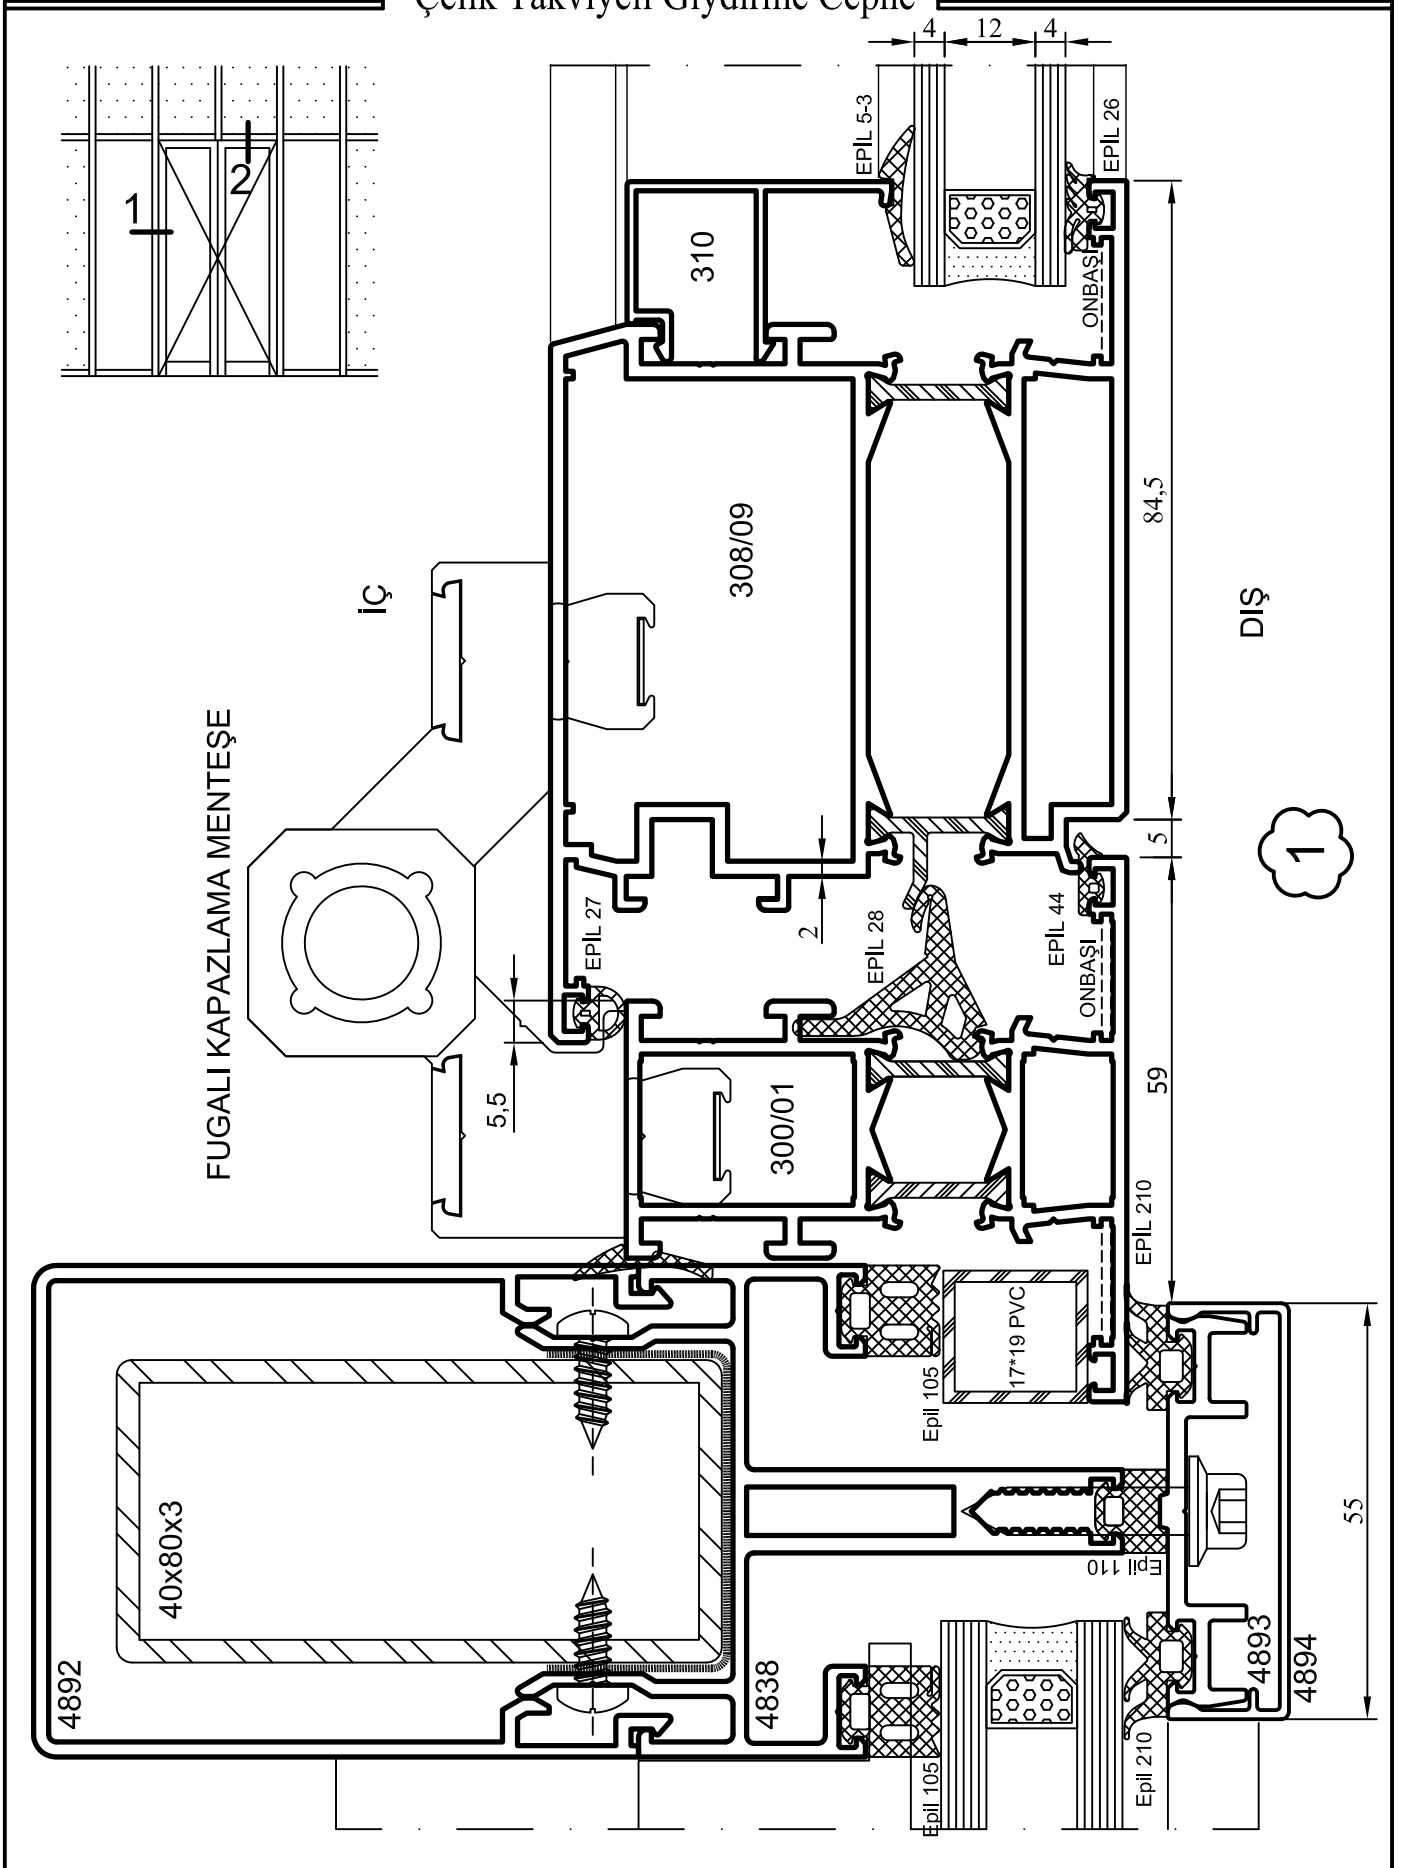 Çelik Takviyeli Giydirme Cephe
4
12
4
EPİL 5-3
EPİL 26
1
2
310
ONBAŞI
308/09
84,5
İÇ
DIŞ
FUGALI KAPAZLAMA MENTEŞE
5
1
EPİL 27
2
EPİL 28
EPİL 44
ONBAŞI
5,5
300/01
59
EPİL 210
17*19 PVC
Epil 105
40x80x3
55
Epil 110
4892
4838
4893
4894
Epil 105
Epil 210